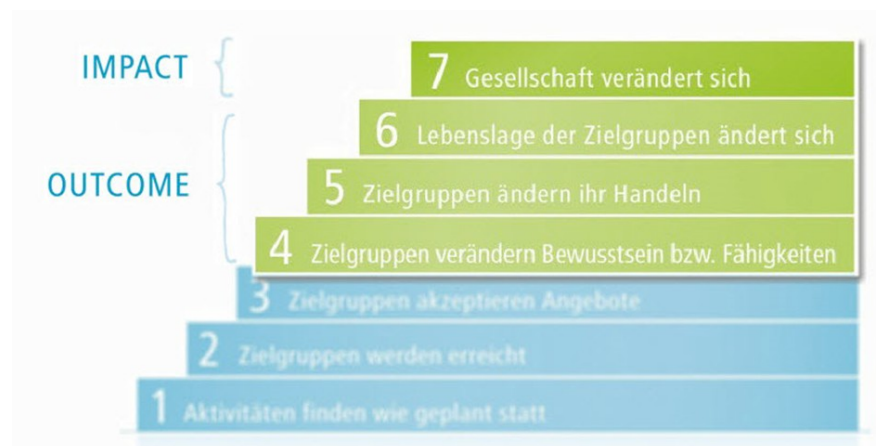 IMPACT
7 Gesellschaft verändert sich
6 Lebenslage der Zielgruppen ändert sich
OUTCOME
5 Zielgruppen ändern ihr Handeln
4 Zielgruppen verändern Bewusstsein bzw. Fähigkeiten
3 Zielgruppen akzeptieren Angebote
2 Zielgruppen werden erreicht
1 Aktivitäten finden wie geplant statt